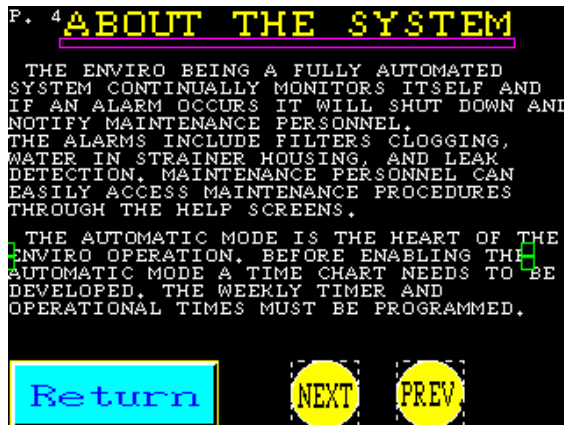 P. 4
ABOUT THE SYSTEM
THE ENVIRO BEING A FULLY AUTOMATED
SYSTEM CONTINUALLY MONITORS ITSELF AND
IF AN ALARM OCCURS IT WILL SHUT DOWN AND
NOTIFY MAINTENANCE PERSONNEL.
THE ALARMS INCLUDE FILTERS CLOGGING,
WATER IN STRAINER HOUSING, AND LEAK
DETECTION. MAINTENANCE PERSONNEL CAN
EASILY ACCESS MAINTENANCE PROCEDURES
THROUGH THE HELP SCREENS.
THE AUTOMATIC MODE IS THE HEART OF THE
ENVIRO OPERATION. BEFORE ENABLING THE
AUTOMATIC MODE A TIME CHART NEEDS TO BE
DEVELOPED. THE WEEKLY TIMER AND
OPERATIONAL TIMES MUST BE PROGRAMMED.
Return NEXT PREV